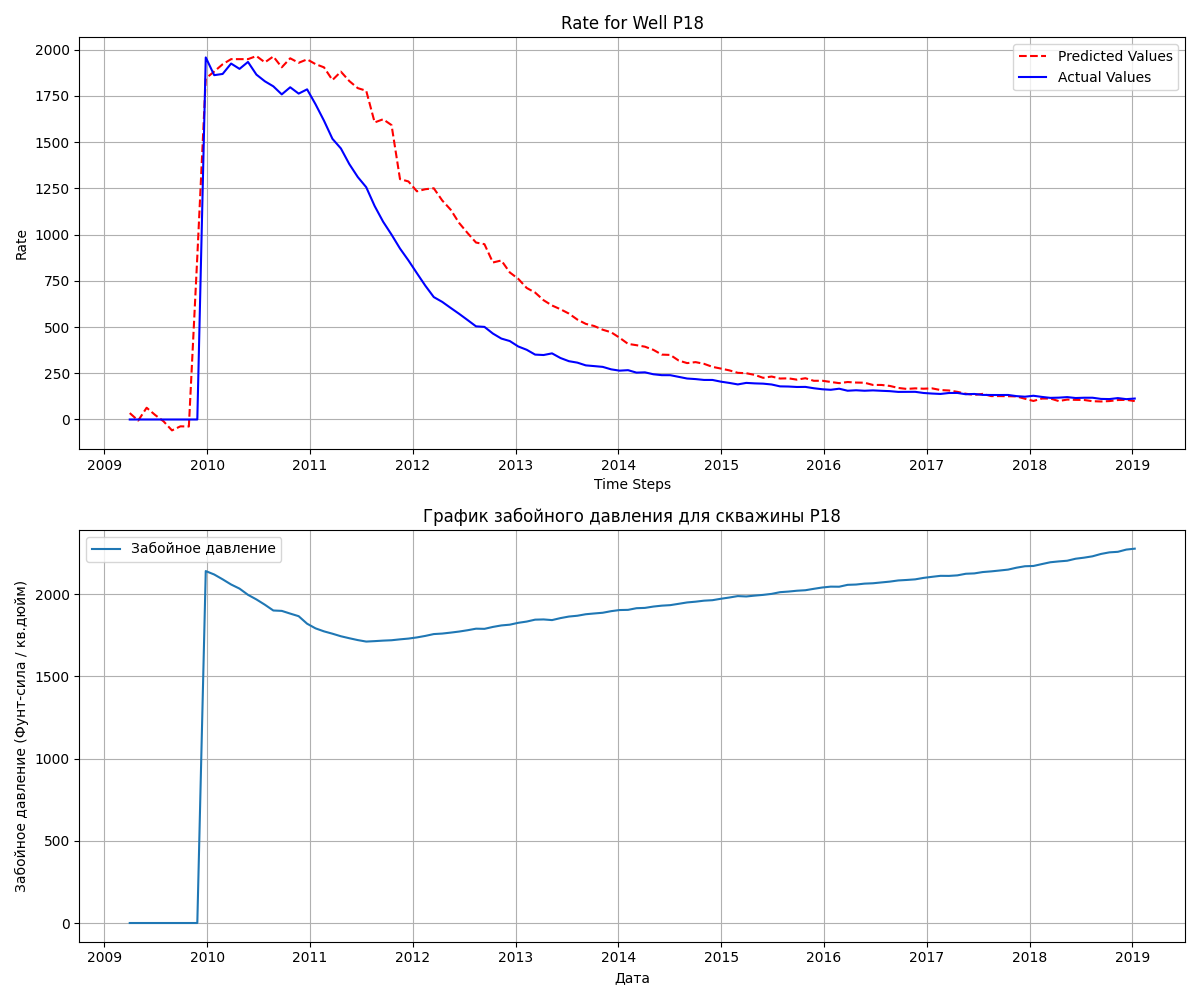 Rate for Well P18
2000
1750
1500
1250
1000
750
500
250
0
Rate
Predicted Values
Actual Values
2009 2010 2011 2012 2013 2014 2015 2016 2017 2018 2019
Time Steps
График забойного давления для скважины P18
Забойное давление
2000
1500
1000
500
0
Забойное давление (Фунт-сила / кв.дюйм)
2009 2010 2011 2012 2013 2014 2015 2016 2017 2018 2019
Дата